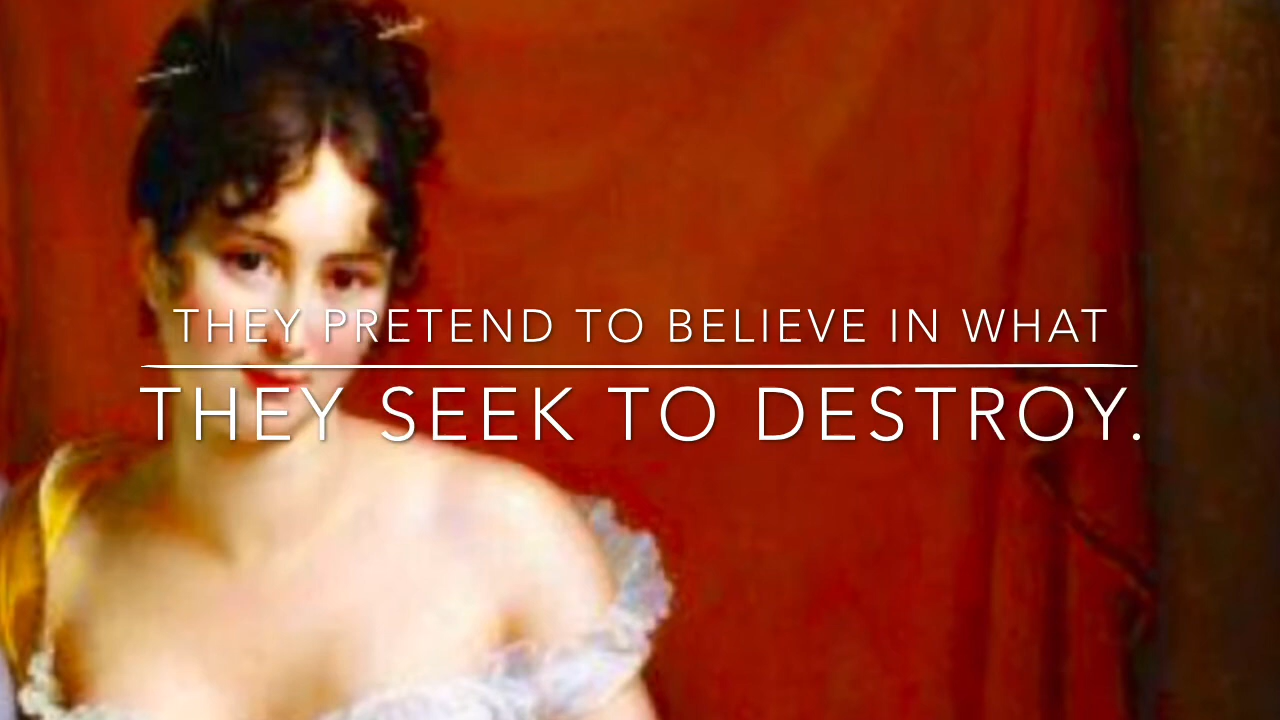 THEY PRETEND TO BELIEVE IN WHAT
THEY SEEK TO DESTROY.